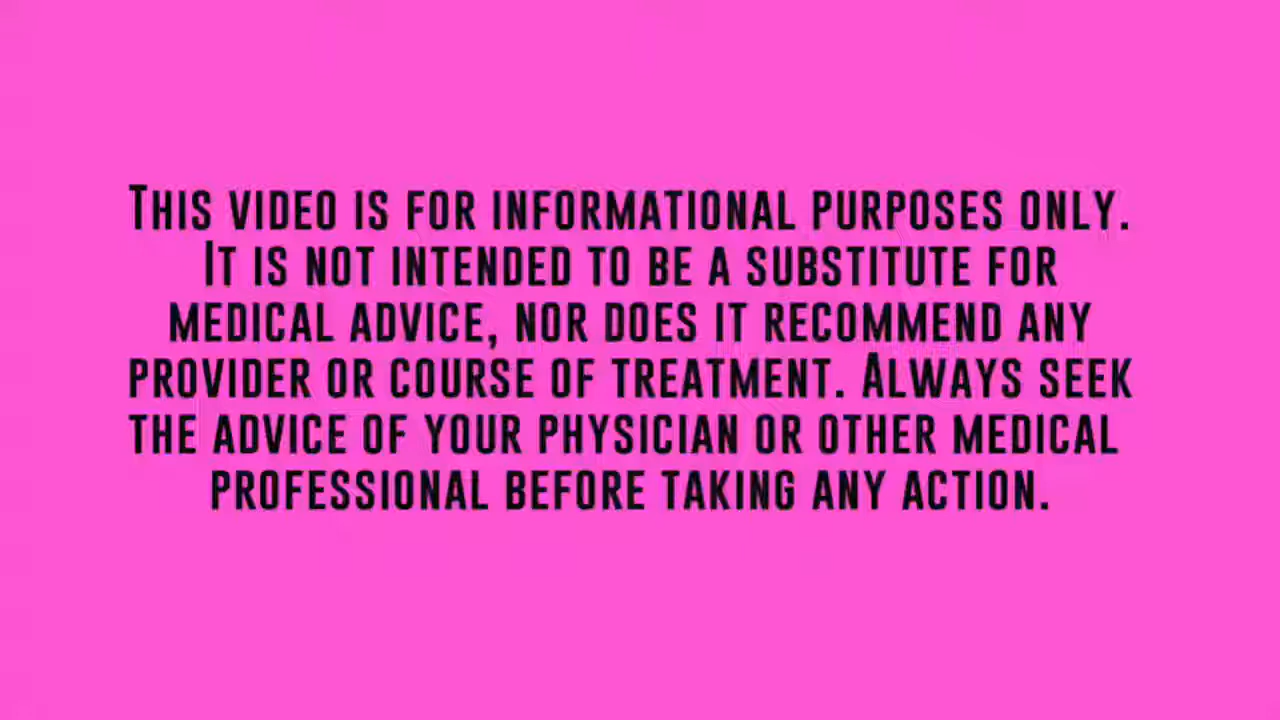 This video is for informational purposes only.
It is not intended to be a substitute for
medical advice, nor does it recommend any
provider or course of treatment. Always seek
the advice of your physician or other medical
professional before taking any action.